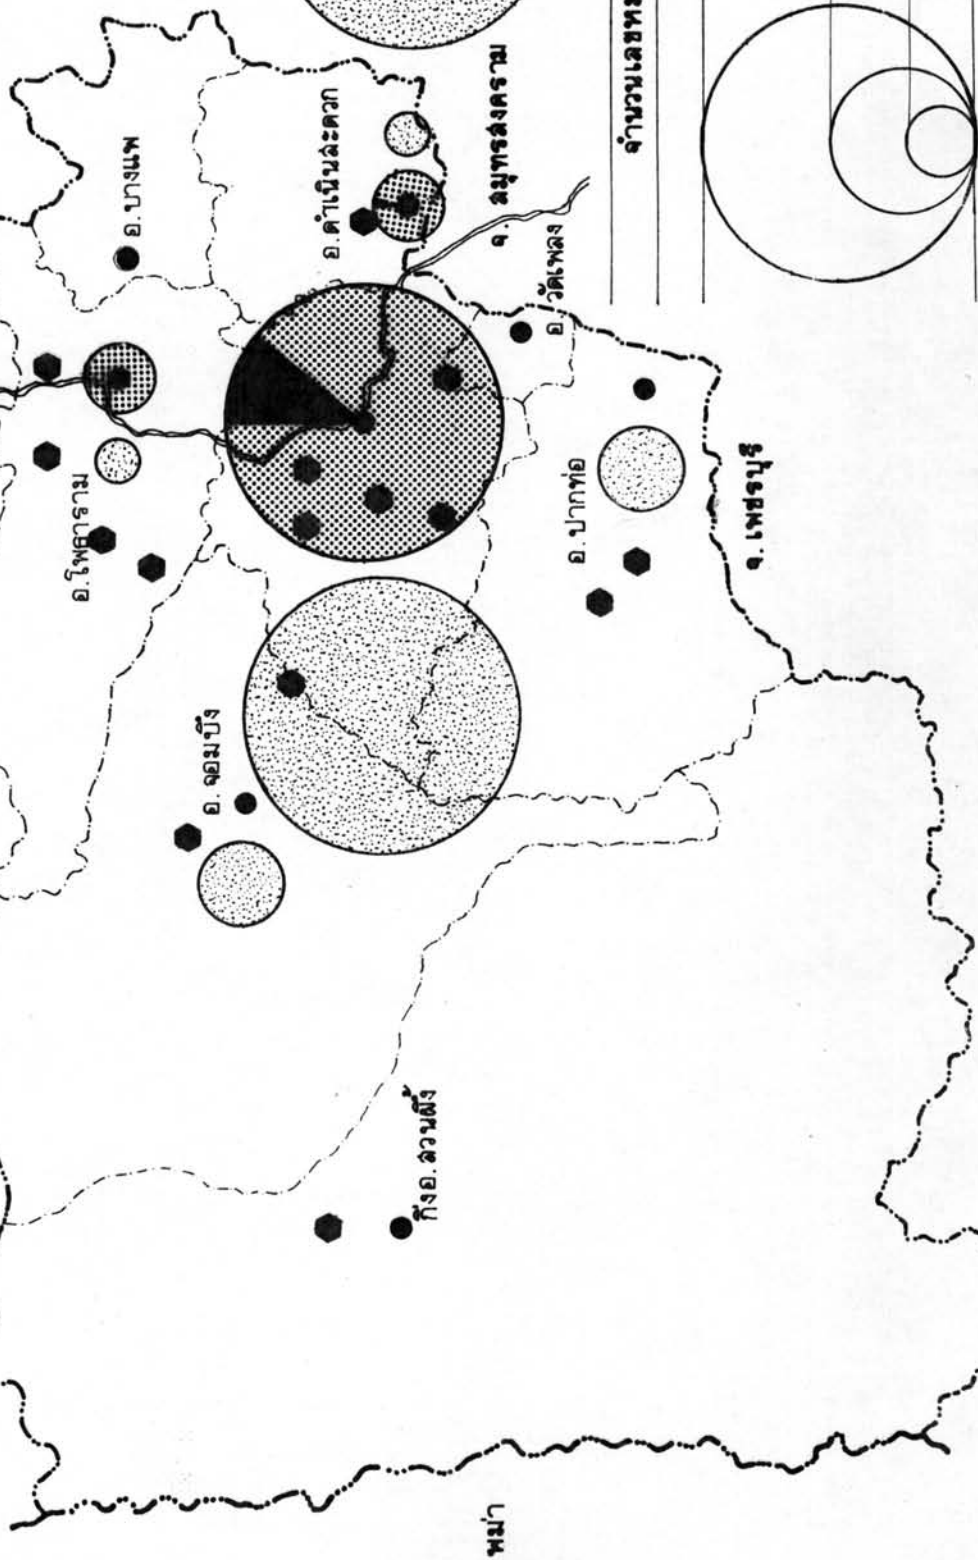 อ.บางแพ
อ.ดำเนินสะดวก
จ. สมุทรสงคราม
อ.โพธาราม
อ.วัดเพลง
อ.ปากท่อ
จ.เพชรบุรี
อ. จอมบึง
กิ่งอ.สวนผึ้ง
พม่า